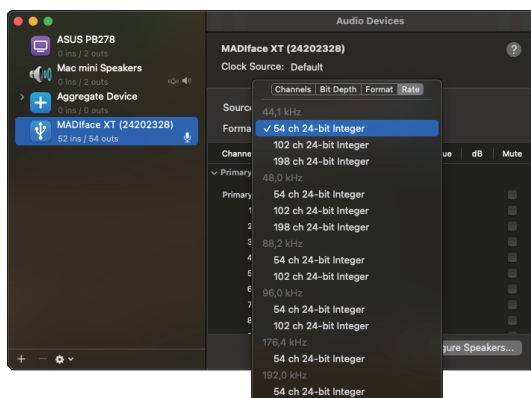 Audio Devices
ASUS PB278
0 ins / 2 outs
Mac mini Speakers
0 ins / 2 outs
Aggregate Device
0 ins / 0 outs
MADIface XT (24202328)
52 ins / 54 outs
MADIface XT (24202328)
?
Clock Source: Default
Channels Bit Depth Format Rate
44,1 kHz
✓ 54 ch 24-bit Integer
102 ch 24-bit Integer
198 ch 24-bit Integer
48,0 kHz
54 ch 24-bit Integer
102 ch 24-bit Integer
198 ch 24-bit Integer
88,2 kHz
54 ch 24-bit Integer
102 ch 24-bit Integer
96,0 kHz
54 ch 24-bit Integer
102 ch 24-bit Integer
176,4 kHz
54 ch 24-bit Integer
192,0 kHz
54 ch 24-bit Integer
Sourc
Forma
Channe ue dB Mute
Primary
Primary
1
2
3
4
5
6
7
8
gure Speakers...